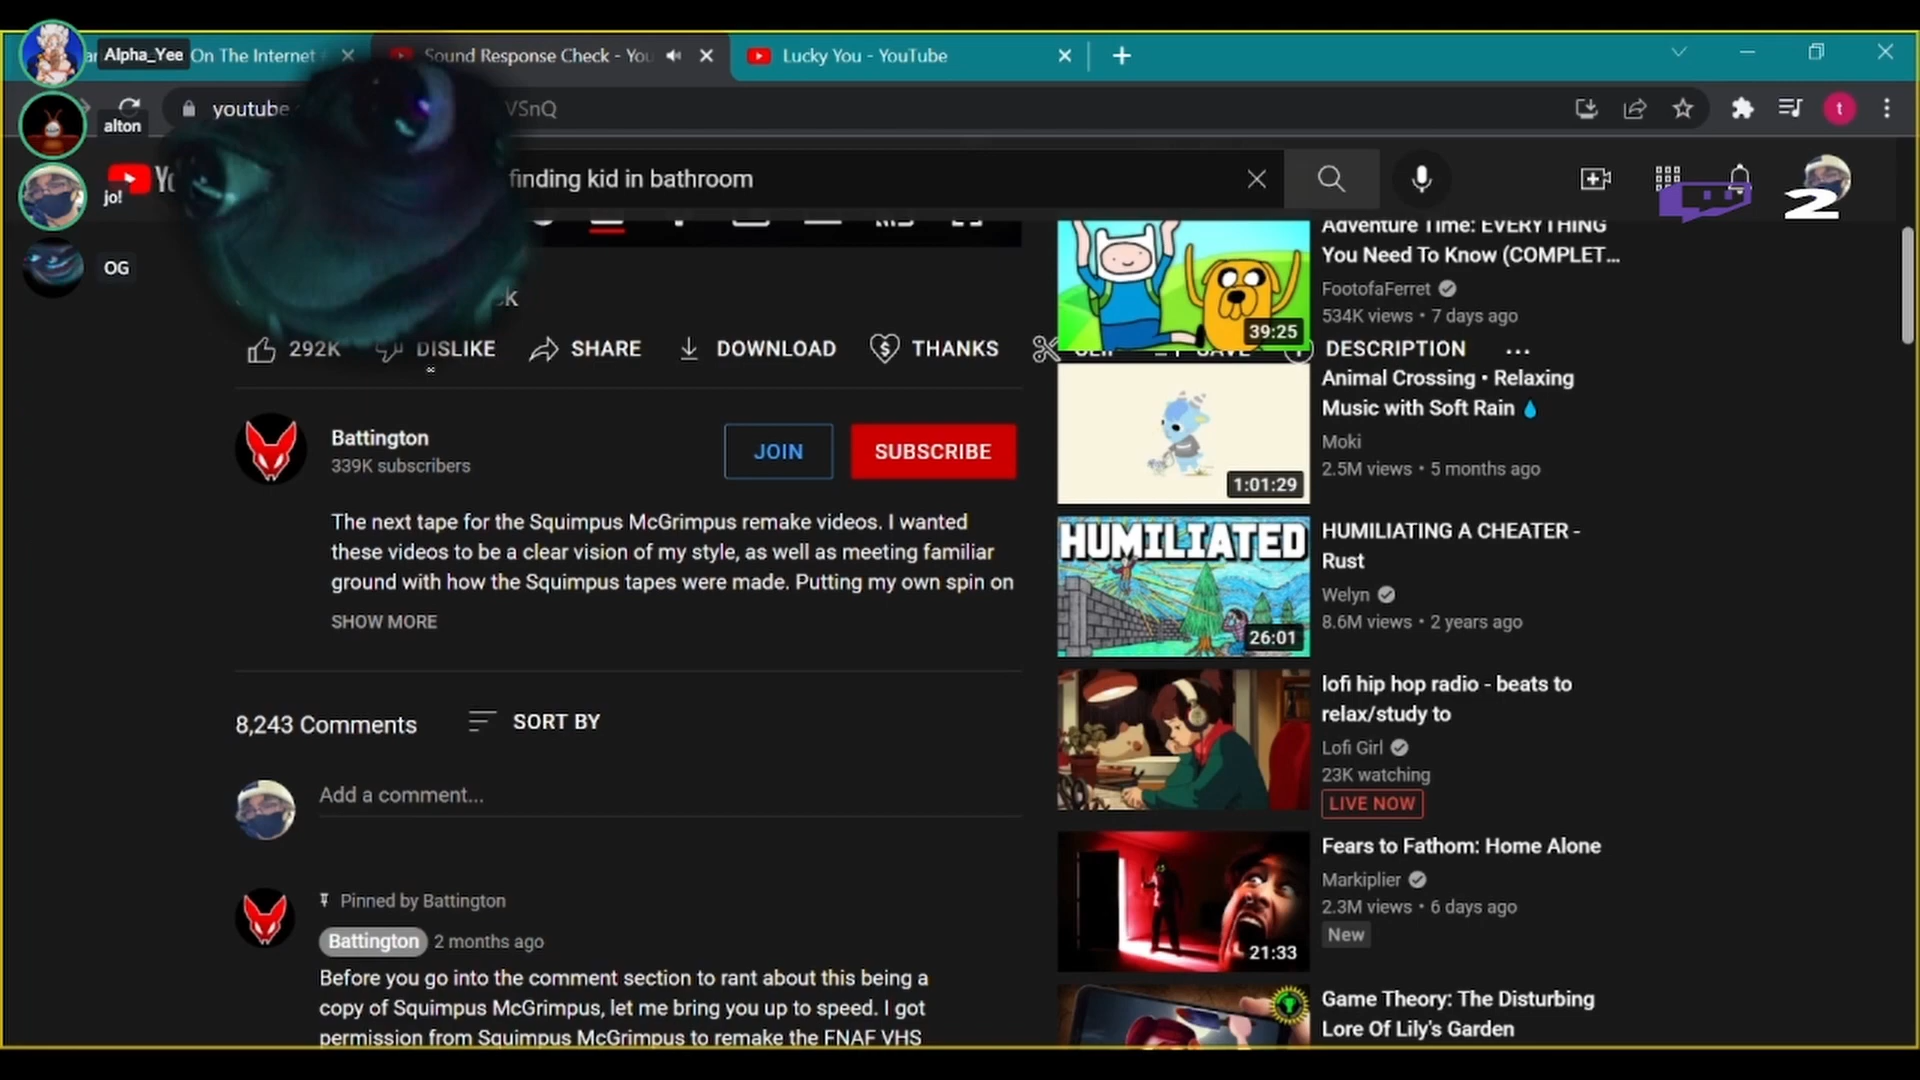 Alpha_Yee
On The Internet
Sound Response Check - You
Lucky You - YouTube
alton
youtube
VSnQ
t
jo!
finding kid in bathroom
2
OG
292K
DISLIKE
SHARE
DOWNLOAD
THANKS
DESCRIPTION
Battington
339K subscribers
JOIN
SUBSCRIBE
The next tape for the Squimpus McGrimpus remake videos. I wanted
these videos to be a clear vision of my style, as well as meeting familiar
ground with how the Squimpus tapes were made. Putting my own spin on
SHOW MORE
8,243 Comments
SORT BY
Add a comment...
Pinned by Battington
Battington
2 months ago
Before you go into the comment section to rant about this being a
copy of Squimpus McGrimpus, let me bring you up to speed. I got
permission from Squimpus McGrimpus to remake the FNAF VHS
Adventure Time: EVERYTHING
You Need To Know (COMPLET...
FootofaFerret
534K views • 7 days ago
39:25
Animal Crossing • Relaxing
Music with Soft Rain
Moki
2.5M views • 5 months ago
1:01:29
HUMILIATED
26:01
HUMILIATING A CHEATER -
Rust
Welyn
8.6M views • 2 years ago
lofi hip hop radio - beats to
relax/study to
Lofi Girl
23K watching
LIVE NOW
Fears to Fathom: Home Alone
Markiplier
2.3M views • 6 days ago
New
21:33
Game Theory: The Disturbing
Lore Of Lily's Garden